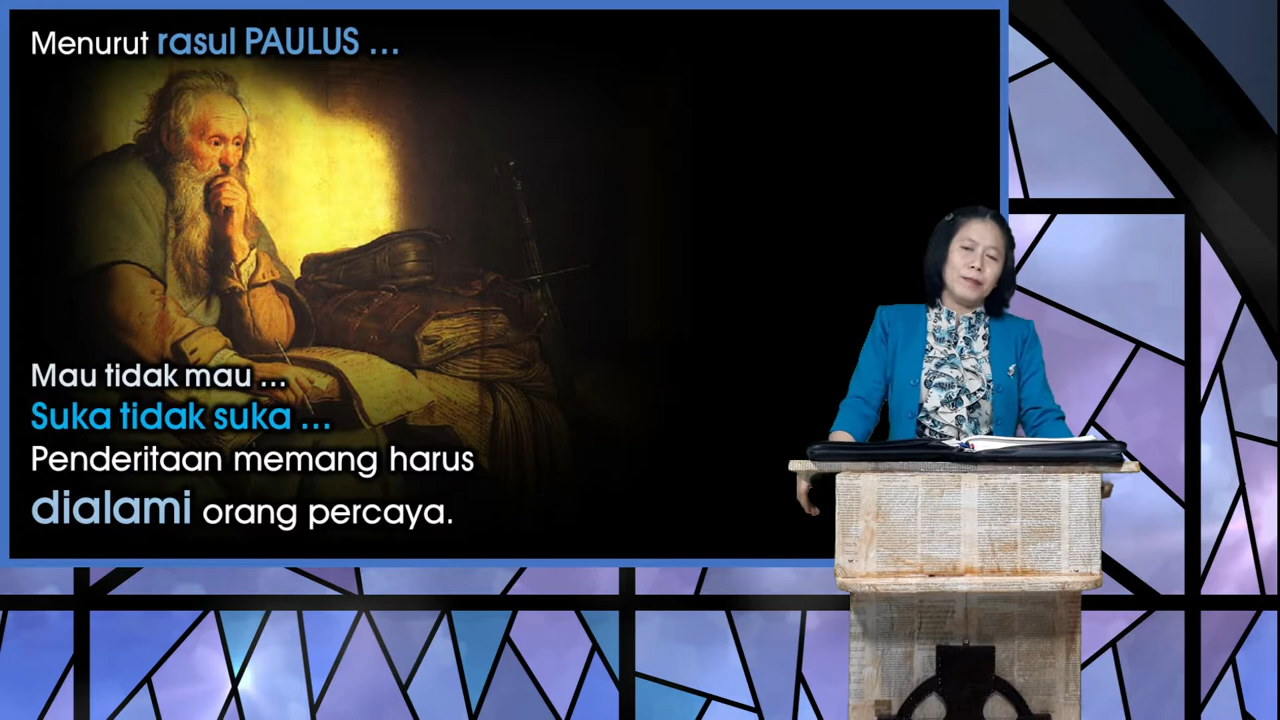 Menurut rasul PAULUS ...
Mau tidak mau ...
Suka tidak suka ...
Penderitaan memang harus
dialami orang percaya.